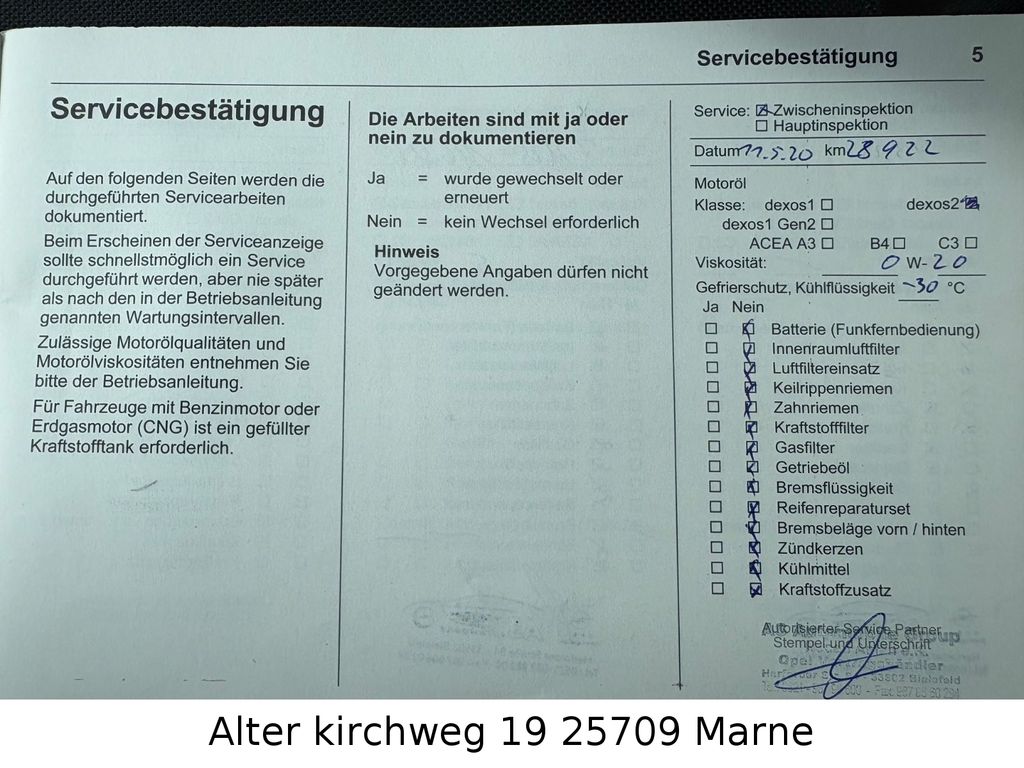 Servicebestätigung 5
Servicebestätigung
Auf den folgenden Seiten werden die
durchgeführten Servicearbeiten
dokumentiert.
Beim Erscheinen der Serviceanzeige
sollte schnellstmöglich ein Service
durchgeführt werden, aber nie später
als nach den in der Betriebsanleitung
genannten Wartungsintervallen.
Zulässige Motorölqualitäten und
Motorölviskositäten entnehmen Sie
bitte der Betriebsanleitung.
Für Fahrzeuge mit Benzinmotor oder
Erdgasmotor (CNG) ist ein gefüllter
Kraftstofftank erforderlich.
Die Arbeiten sind mit ja oder
nein zu dokumentieren
Ja = wurde gewechselt oder
erneuert
Nein = kein Wechsel erforderlich
Hinweis
Vorgegebene Angaben dürfen nicht
geändert werden.
Service: Zwischeninspektion
Hauptinspektion
Datum 11.5.20 km 28922
Motoröl
Klasse: dexos1 dexos2
dexos1 Gen2
ACEA A3 B4 C3
Viskosität: 0 W- 20
Gefrierschutz, Kühlflüssigkeit -30 °C
Ja Nein
Batterie (Funkfernbedienung)
Innenraumluftfilter
Luftfiltereinsatz
Keilrippenriemen
Zahnriemen
Kraftstofffilter
Gasfilter
Getriebeöl
Bremsflüssigkeit
Reifenreparaturset
Bremsbeläge vorn / hinten
Zündkerzen
Kühlmittel
Kraftstoffzusatz
Autorisierter Service Partner
Stempel und Unterschrift
Opel
33602 Bielefeld
Alter kirchweg 19 25709 Marne